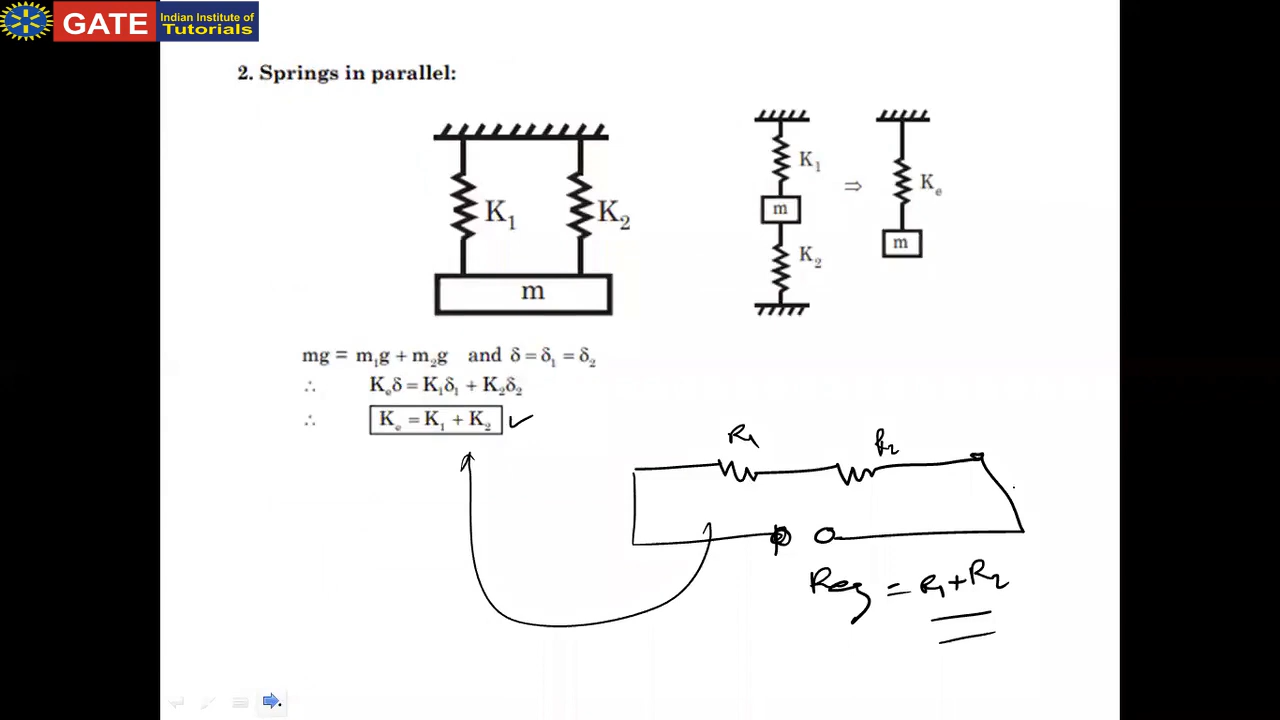 GATE Indian Institute of Tutorials
2. Springs in parallel:
K₁ K₂
m
K₁
m
K₂
⇒
Kₑ
m
mg = m₁g + m₂g and δ = δ₁ = δ₂
∴ Kₑδ = K₁δ₁ + K₂δ₂
∴ Kₑ = K₁ + K₂ ✓
R₁ R₂
Req = R₁+R₂